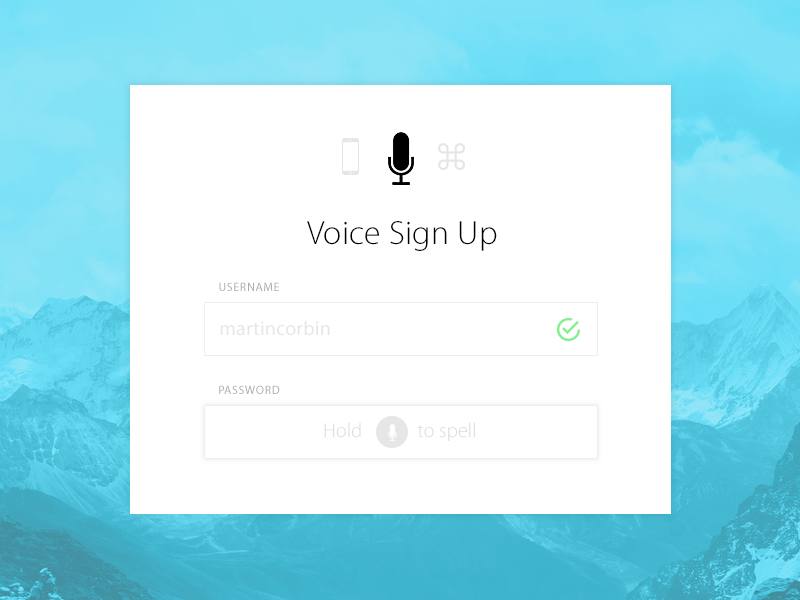 Voice Sign Up
USERNAME
martincorbin
PASSWORD
Hold to spell